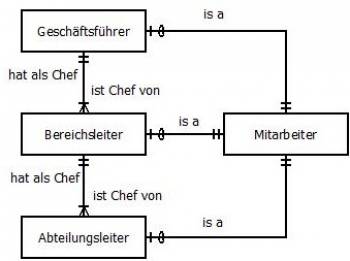 is a
Geschäftsführer
hat als Chef
ist Chef von
is a
Bereichsleiter
Mitarbeiter
hat als Chef
ist Chef von
is a
Abteilungsleiter